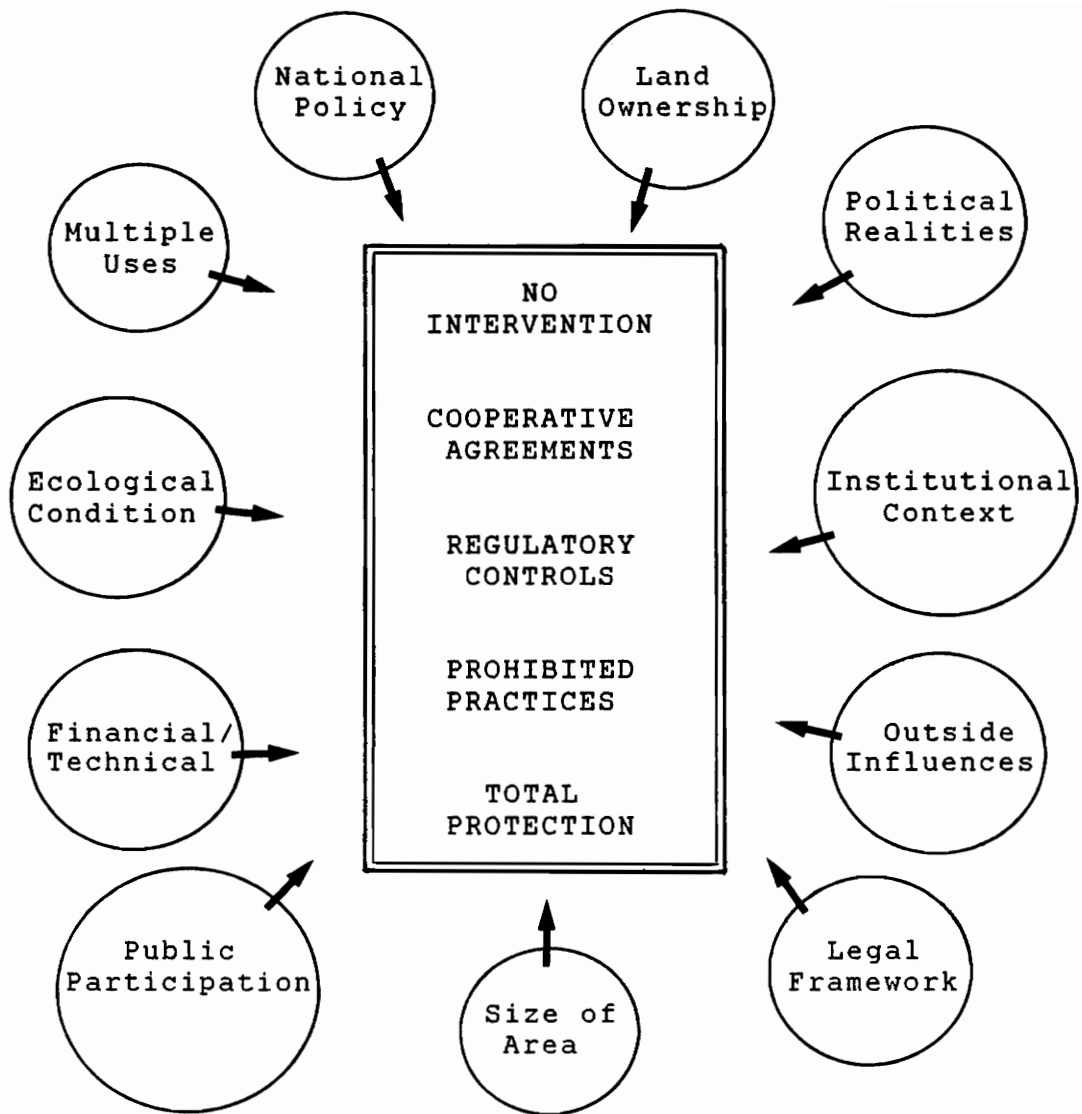 National
Policy
Land
Ownership
Multiple
Uses
Political
Realities
NO
INTERVENTION
COOPERATIVE
AGREEMENTS
Ecological
Condition
Institutional
Context
REGULATORY
CONTROLS
PROHIBITED
PRACTICES
Financial/
Technical
Outside
Influences
TOTAL
PROTECTION
Public
Participation
Legal
Framework
Size of
Area